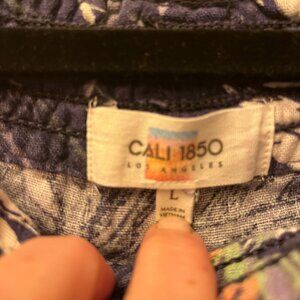 CALI 1850
LOS ANGELES
L
MADE IN
VIETNAM